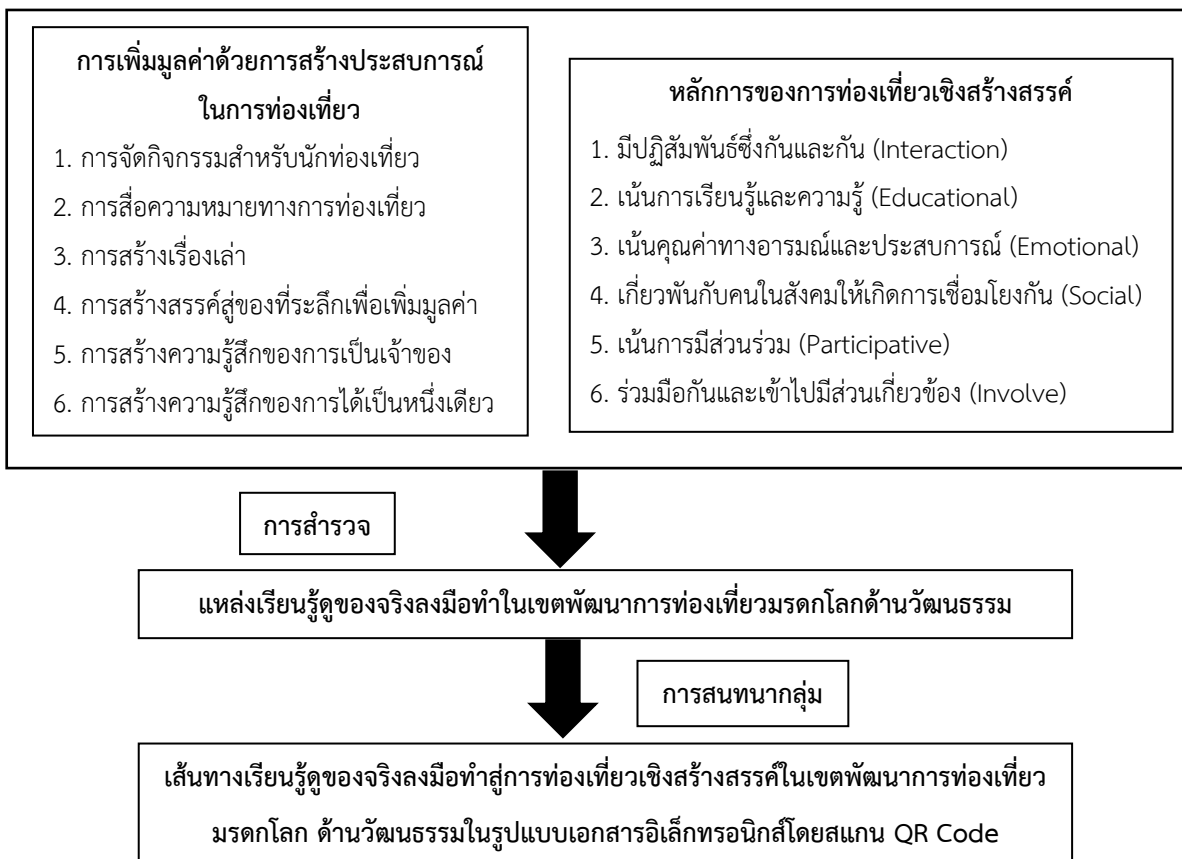 การเพิ่มมูลค่าด้วยการสร้างประสบการณ์
ในการท่องเที่ยว
1. การจัดกิจกรรมสำหรับนักท่องเที่ยว
2. การสื่อความหมายทางการท่องเที่ยว
3. การสร้างเรื่องเล่า
4. การสร้างสรรค์สู่ของที่ระลึกเพื่อเพิ่มมูลค่า
5. การสร้างความรู้สึกของการเป็นเจ้าของ
6. การสร้างความรู้สึกของการได้เป็นหนึ่งเดียว
หลักการของการท่องเที่ยวเชิงสร้างสรรค์
1. มีปฏิสัมพันธ์ซึ่งกันและกัน (Interaction)
2. เน้นการเรียนรู้และความรู้ (Educational)
3. เน้นคุณค่าทางอารมณ์และประสบการณ์ (Emotional)
4. เกี่ยวพันกับคนในสังคมให้เกิดการเชื่อมโยงกัน (Social)
5. เน้นการมีส่วนร่วม (Participative)
6. ร่วมมือกันและเข้าไปมีส่วนเกี่ยวข้อง (Involve)
การสำรวจ
แหล่งเรียนรู้ดูของจริงลงมือทำในเขตพัฒนาการท่องเที่ยวมรดกโลกด้านวัฒนธรรม
การสนทนากลุ่ม
เส้นทางเรียนรู้ดูของจริงลงมือทำสู่การท่องเที่ยวเชิงสร้างสรรค์ในเขตพัฒนาการท่องเที่ยว
มรดกโลก ด้านวัฒนธรรมในรูปแบบเอกสารอิเล็กทรอนิกส์โดยสแกน QR Code